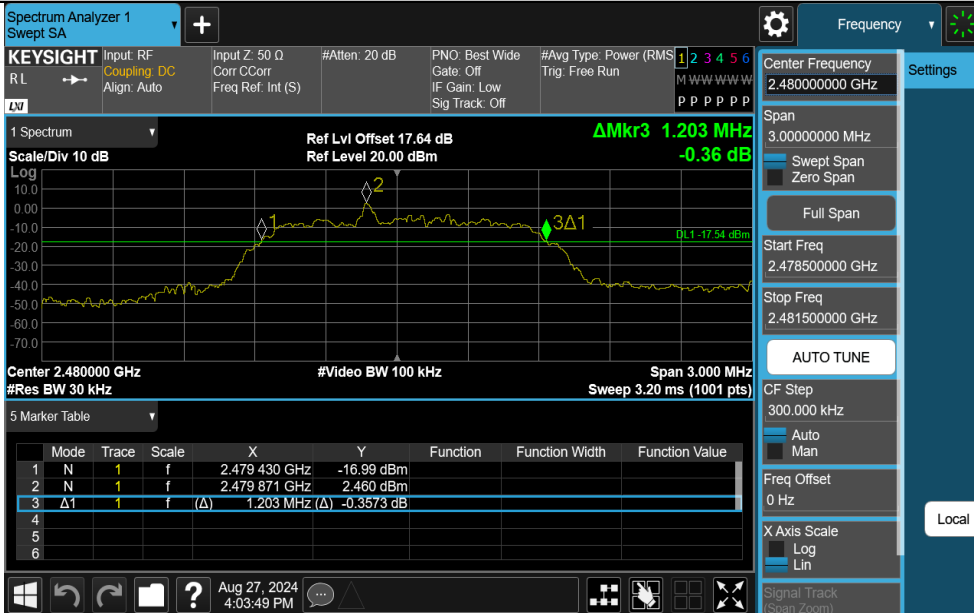 Spectrum Analyzer 1
Swept SA
+
Frequency
KEYSIGHT
RL
LXI
Input: RF
Coupling: DC
Align: Auto
Input Z: 50 Ω
Corr CCorr
Freq Ref: Int (S)
#Atten: 20 dB
PNO: Best Wide
Gate: Off
IF Gain: Low
Sig Track: Off
#Avg Type: Power (RMS
Trig: Free Run
1 2 3 4 5 6
M W W W W W
P P P P P P
1 Spectrum
Scale/Div 10 dB
Ref Lvl Offset 17.64 dB
Ref Level 20.00 dBm
ΔMkr3 1.203 MHz
-0.36 dB
Log
10.0
0.00
-10.0
-20.0
-30.0
-40.0
-50.0
-60.0
-70.0
1
2
3Δ1
DL1 -17.54 dBm
Center 2.480000 GHz
#Video BW 100 kHz
Span 3.000 MHz
#Res BW 30 kHz
Sweep 3.20 ms (1001 pts)
5 Marker Table
Mode Trace Scale X Y Function Function Width Function Value
1 N 1 f 2.479 430 GHz -16.99 dBm
2 N 1 f 2.479 871 GHz 2.460 dBm
3 Δ1 1 f (Δ) 1.203 MHz (Δ) -0.3573 dB
4
5
6
?
Aug 27, 2024
4:03:49 PM
Center Frequency
2.480000000 GHz
Span
3.00000000 MHz
Swept Span
Zero Span
Full Span
Start Freq
2.478500000 GHz
Stop Freq
2.481500000 GHz
AUTO TUNE
CF Step
300.000 kHz
Auto
Man
Freq Offset
0 Hz
X Axis Scale
Log
Lin
Signal Track
(Span Zoom)
Settings
Local